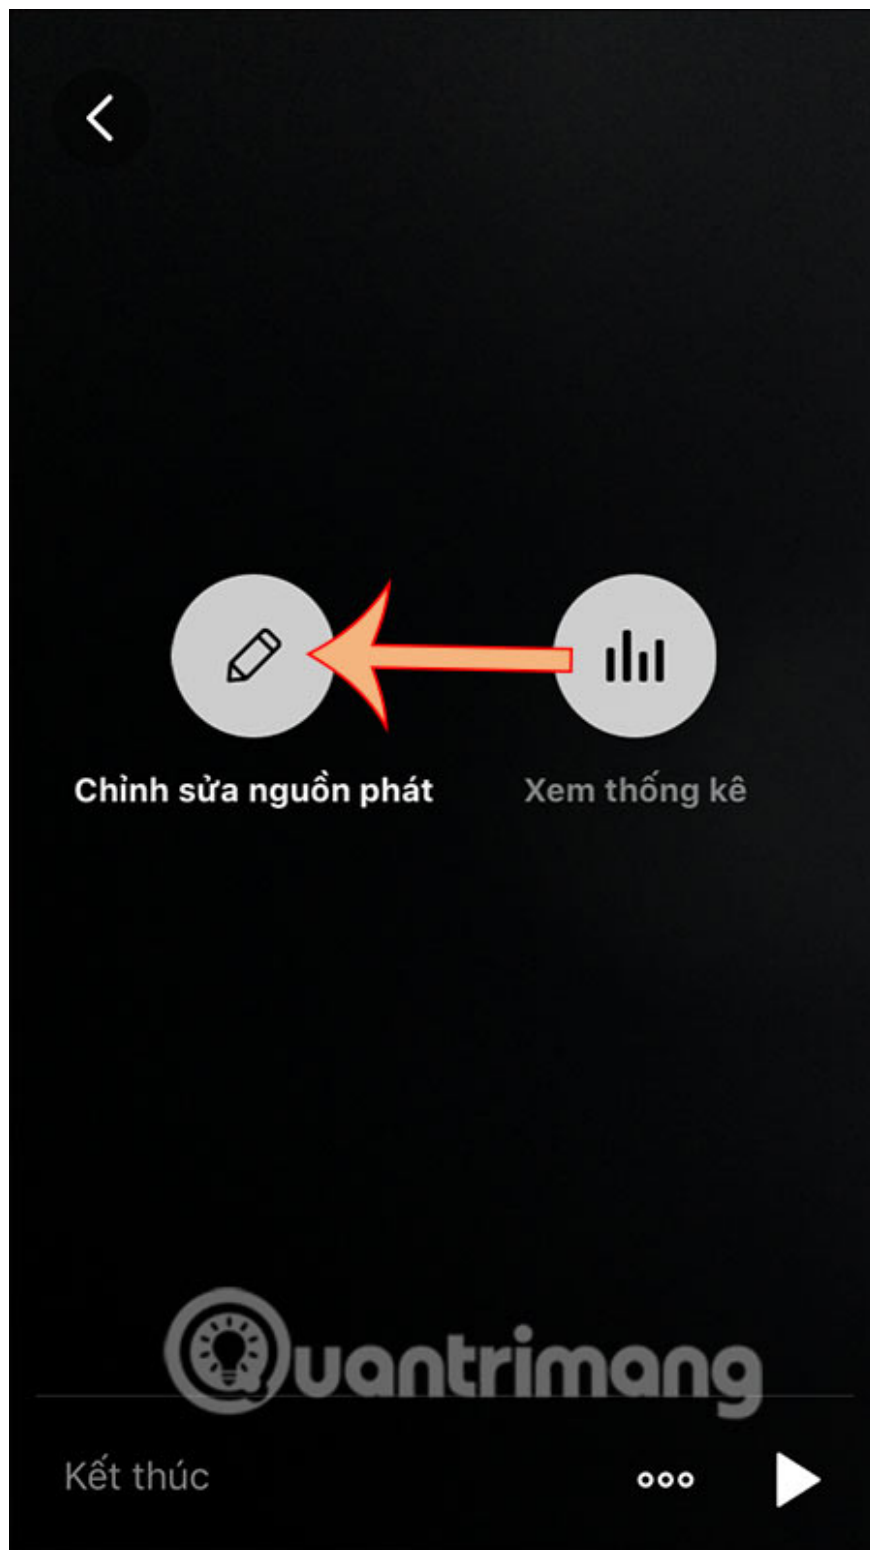 Chỉnh sửa nguồn phát
Xem thống kê
Quantrimang
Kết thúc